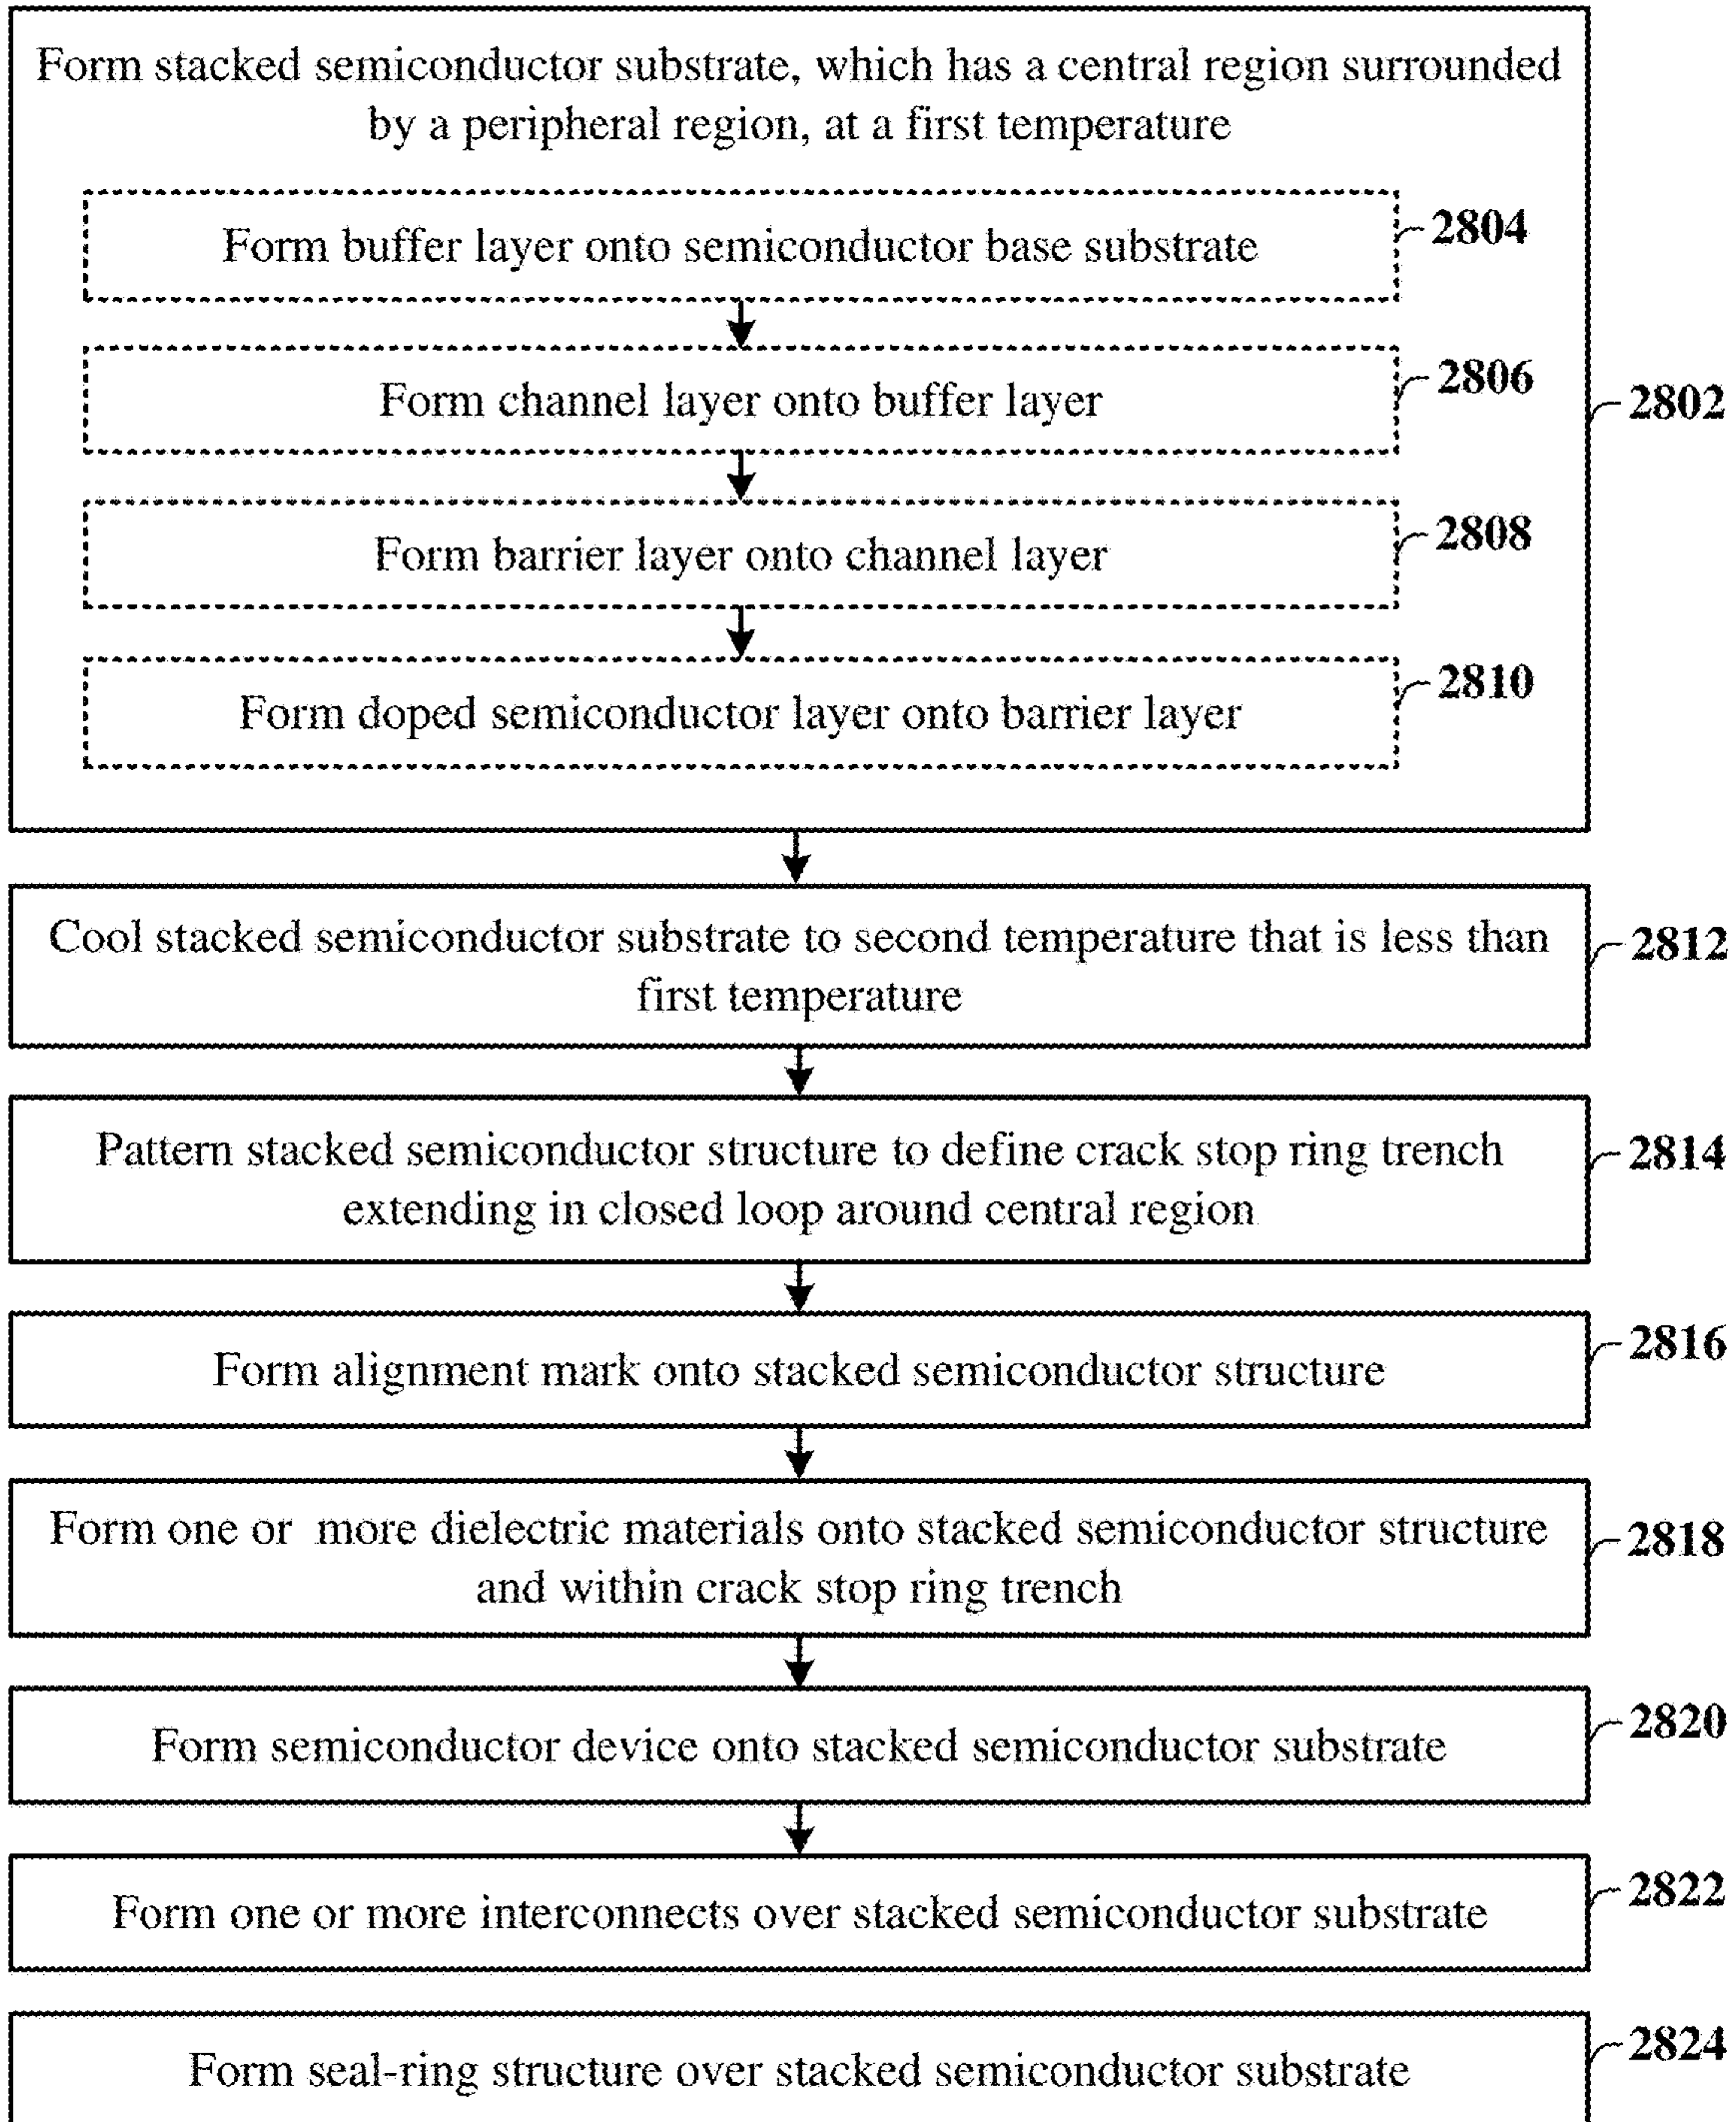 Form stacked semiconductor substrate, which has a central region surrounded
by a peripheral region, at a first temperature
Form buffer layer onto semiconductor base substrate
2804
Form channel layer onto buffer layer
2806
2802
Form barrier layer onto channel layer
2808
Form doped semiconductor layer onto barrier layer
2810
Cool stacked semiconductor substrate to second temperature that is less than
first temperature
2812
Pattern stacked semiconductor structure to define crack stop ring trench
extending in closed loop around central region
2814
Form alignment mark onto stacked semiconductor structure
2816
Form one or more dielectric materials onto stacked semiconductor structure
and within crack stop ring trench
2818
Form semiconductor device onto stacked semiconductor substrate
2820
Form one or more interconnects over stacked semiconductor substrate
2822
Form seal-ring structure over stacked semiconductor substrate
2824